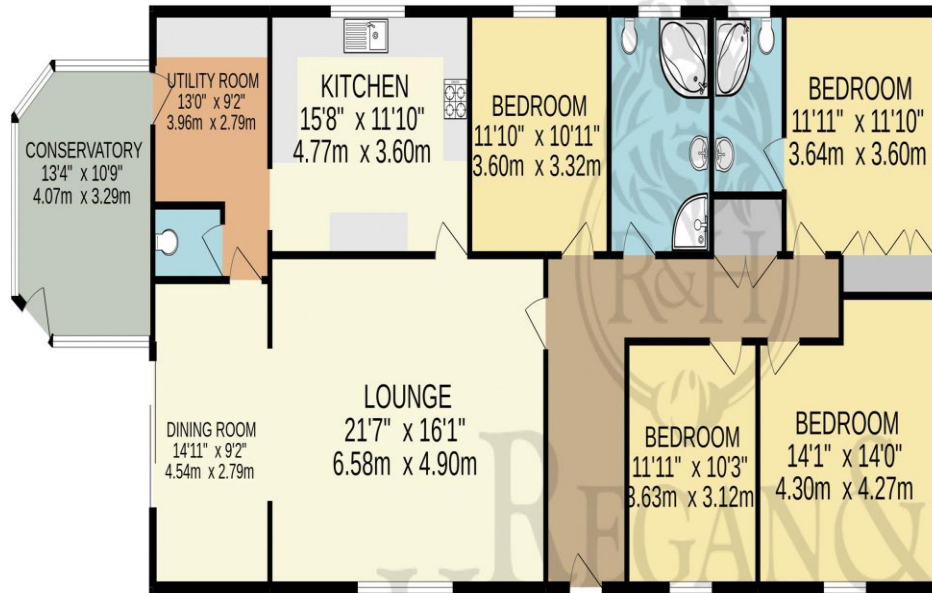 UTILITY ROOM
13'0" x 9'2"
3.96m x 2.79m
KITCHEN
15'8" x 11'10"
4.77m x 3.60m
BEDROOM
11'10" x 10'11"
3.60m x 3.32m
BEDROOM
11'11" x 11'10"
3.64m x 3.60m
CONSERVATORY
13'4" x 10'9"
4.07m x 3.29m
R&H
DINING ROOM
14'11" x 9'2"
4.54m x 2.79m
LOUNGE
21'7" x 16'1"
6.58m x 4.90m
BEDROOM
11'11" x 10'3"
3.63m x 3.12m
BEDROOM
14'1" x 14'0"
4.30m x 4.27m
REGAN &
H